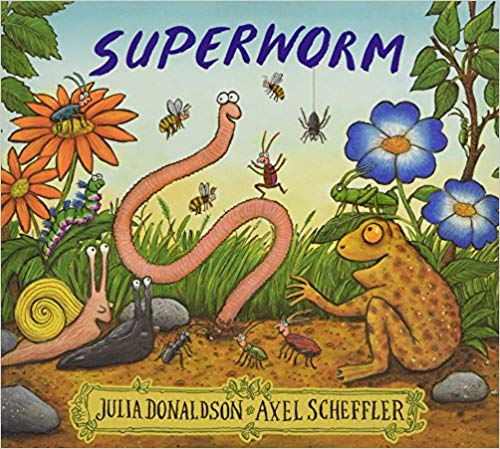 SUPERWORM
JULIA DONALDSON AXEL SCHEFFLER